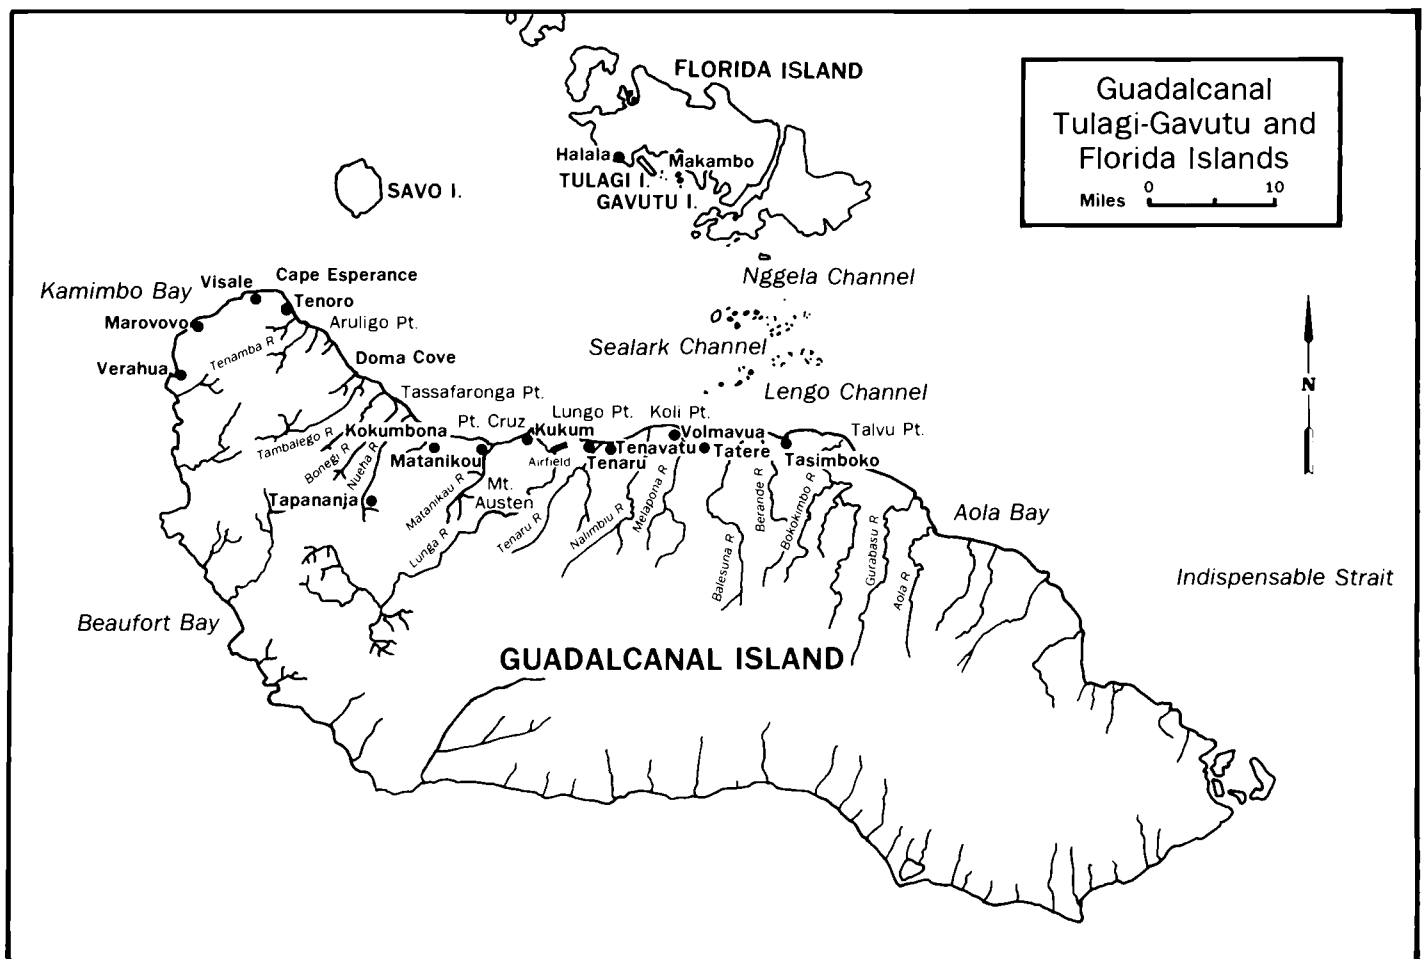 FLORIDA ISLAND
Guadalcanal
Tulagi-Gavutu and
Florida Islands
0 10
Miles
Halala
Makambo
TULAGI I.
GAVUTU I.
SAVO I.
Nggela Channel
Cape Esperance
Visale
Kamimbo Bay
Tenoro
Marovovo
Aruligo Pt.
Tenamba R
Sealark Channel
Doma Cove
Verahua
Lengo Channel
Tassafaronga Pt.
Lungo Pt.
Koli Pt.
Pt. Cruz
Kokumbona
Kukum
Volmavua
Talvu Pt.
Tambalego R
Bonegi R
Nueha R
Matanikou
Airfield
Tenaru
Tenavatu
Tatere
Tasimboko
Tapananja
Matanikau R
Mt.
Austen
Lunga R
Tenaru R
Nalimbiu R
Melapona R
Balesuna R
Berande R
Bokokimbo R
Gurabasu R
Aola R
Aola Bay
N
Indispensable Strait
Beaufort Bay
GUADALCANAL ISLAND